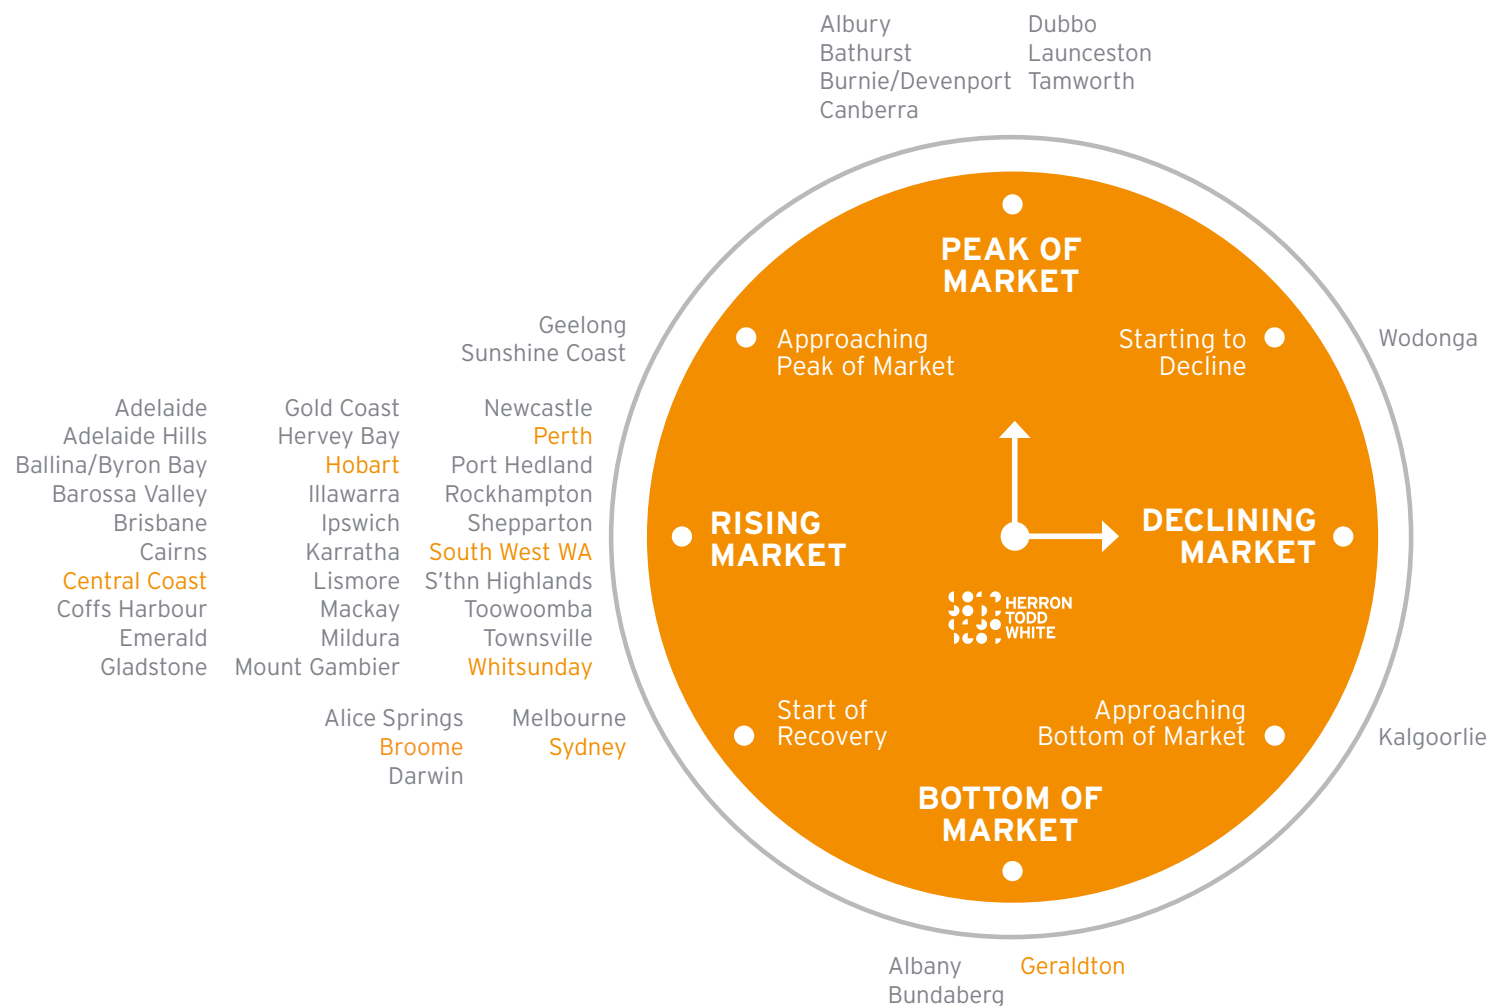 Albury
Bathurst
Burnie/Devenport
Canberra
Dubbo
Launceston
Tamworth
PEAK OF
MARKET
Geelong
Sunshine Coast
Approaching
Peak of Market
Starting to
Decline
Wodonga
Adelaide
Adelaide Hills
Ballina/Byron Bay
Barossa Valley
Brisbane
Cairns
Central Coast
Coffs Harbour
Emerald
Gladstone
Gold Coast
Hervey Bay
Hobart
Illawarra
Ipswich
Karratha
Lismore
Mackay
Mildura
Mount Gambier
Newcastle
Perth
Port Hedland
Rockhampton
Shepparton
South West WA
S'thn Highlands
Toowoomba
Townsville
Whitsunday
RISING
MARKET
DECLINING
MARKET
HERRON
TODD
WHITE
Alice Springs
Broome
Darwin
Melbourne
Sydney
Start of
Recovery
Approaching
Bottom of Market
Kalgoorlie
BOTTOM OF
MARKET
Albany
Bundaberg
Geraldton